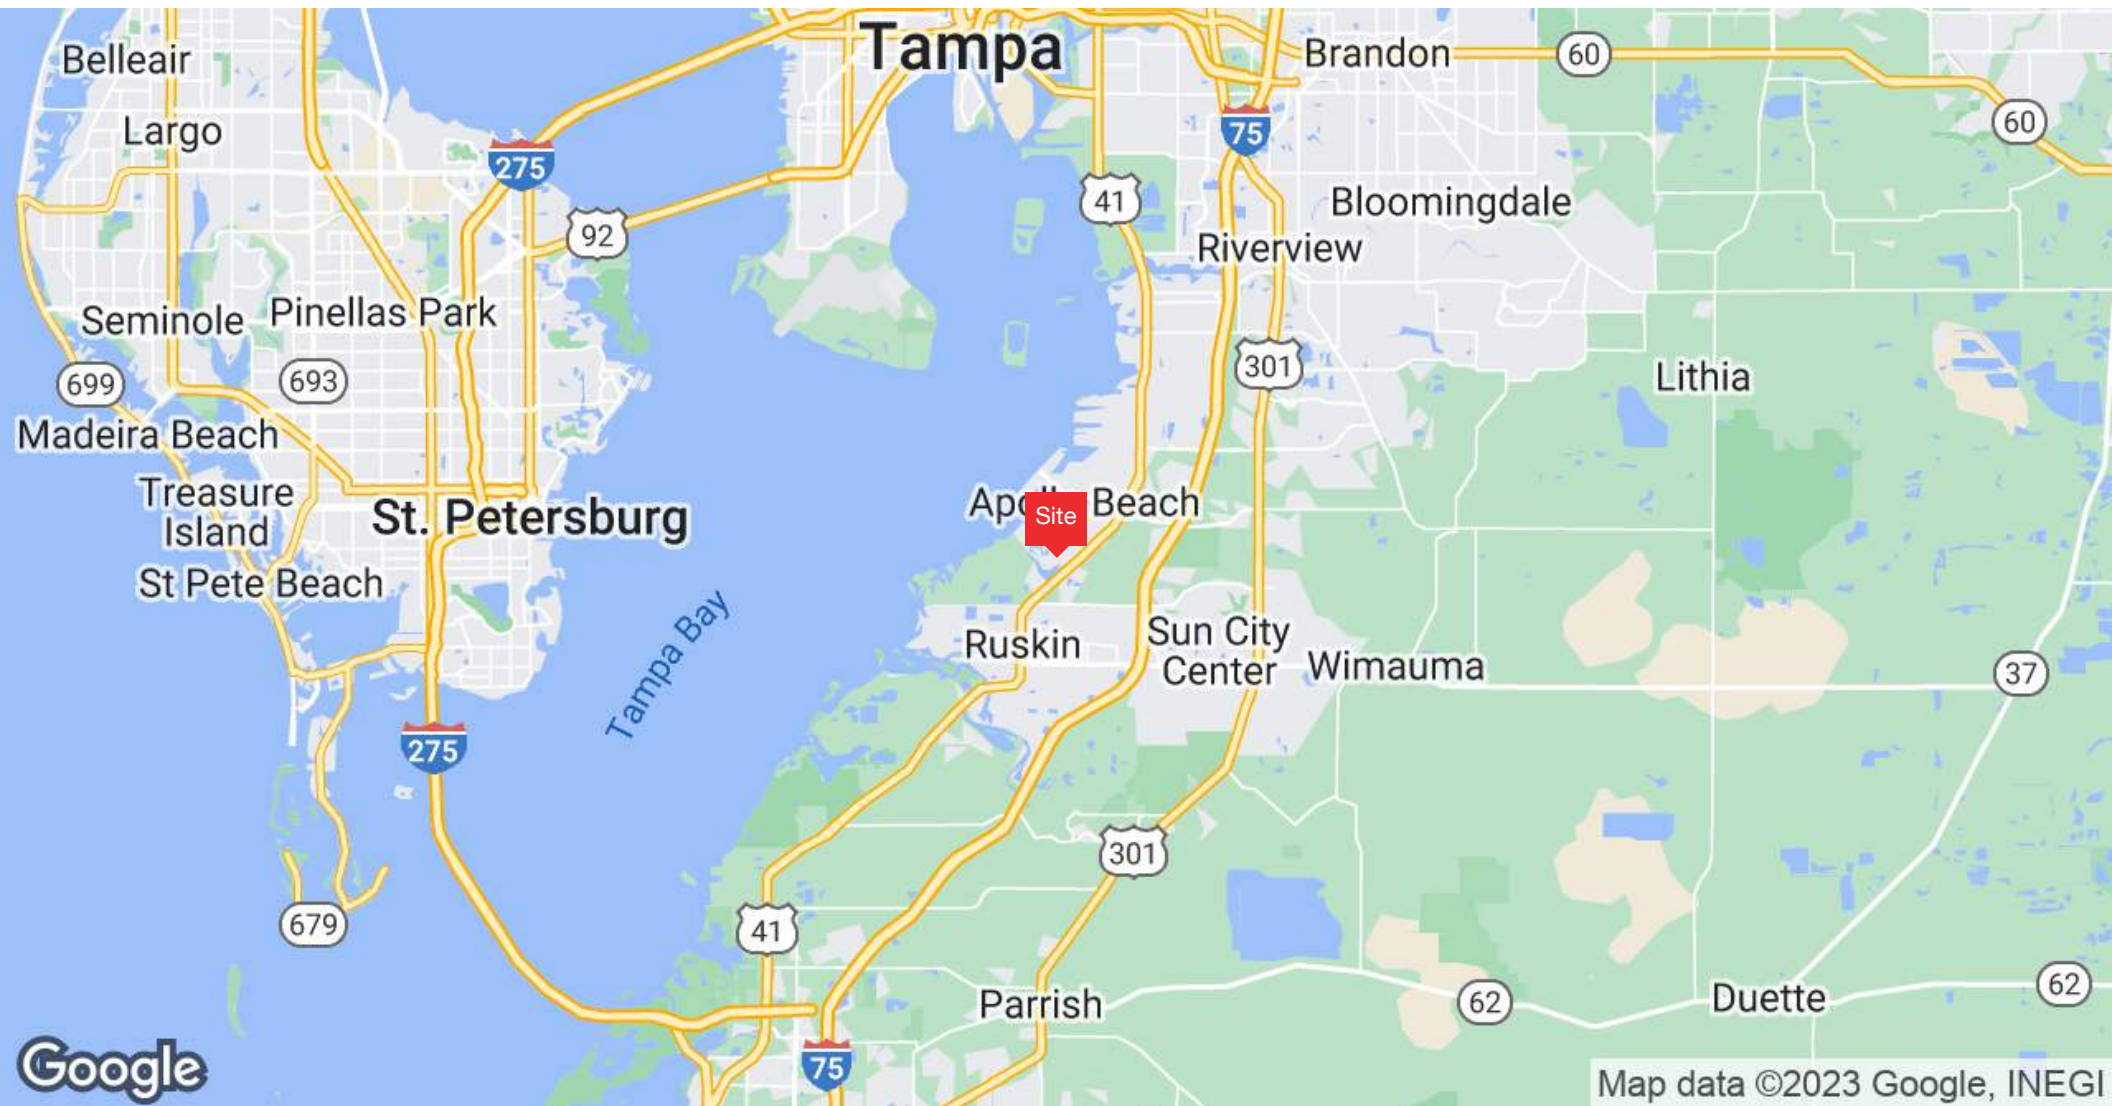 Tampa
Belleair
Brandon
60
Largo
60
75
275
41
Bloomingdale
92
Riverview
Seminole
Pinellas Park
301
Lithia
699
693
Madeira Beach
Treasure
Island
Apollo Beach
Site
St. Petersburg
St Pete Beach
Tampa Bay
Ruskin
Sun City
Center
Wimauma
37
275
301
679
41
Parrish
62
Duette
62
75
Google
Map data ©2023 Google, INEGI